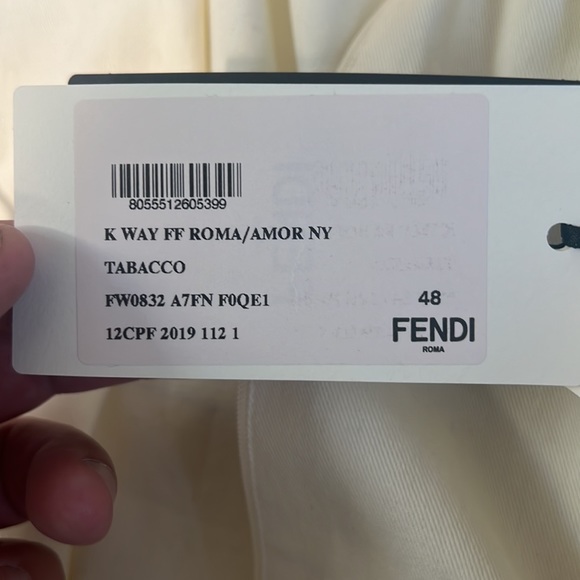 8055512605399
K WAY FF ROMA/AMOR NY
TABACCO
FW0832 A7FN F0QE1
12CPF 2019 112 1
48
FENDI
ROMA